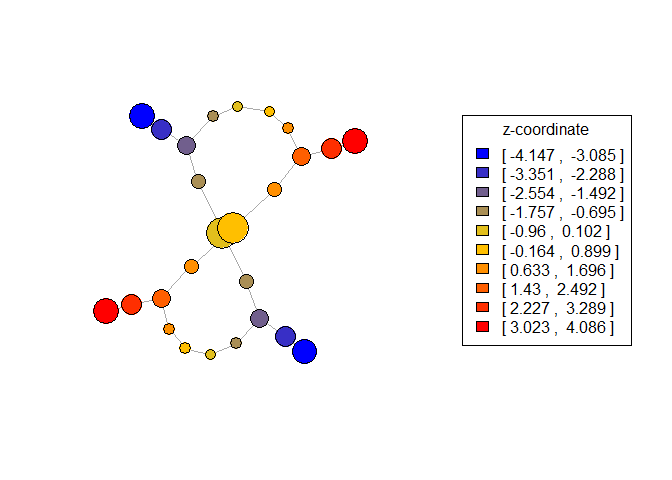 z-coordinate
[ -4.147 ,  -3.085 ]
[ -3.351 ,  -2.288 ]
[ -2.554 ,  -1.492 ]
[ -1.757 ,  -0.695 ]
[ -0.96 ,  0.102 ]
[ -0.164 ,  0.899 ]
[ 0.633 ,  1.696 ]
[ 1.43 ,  2.492 ]
[ 2.227 ,  3.289 ]
[ 3.023 ,  4.086 ]